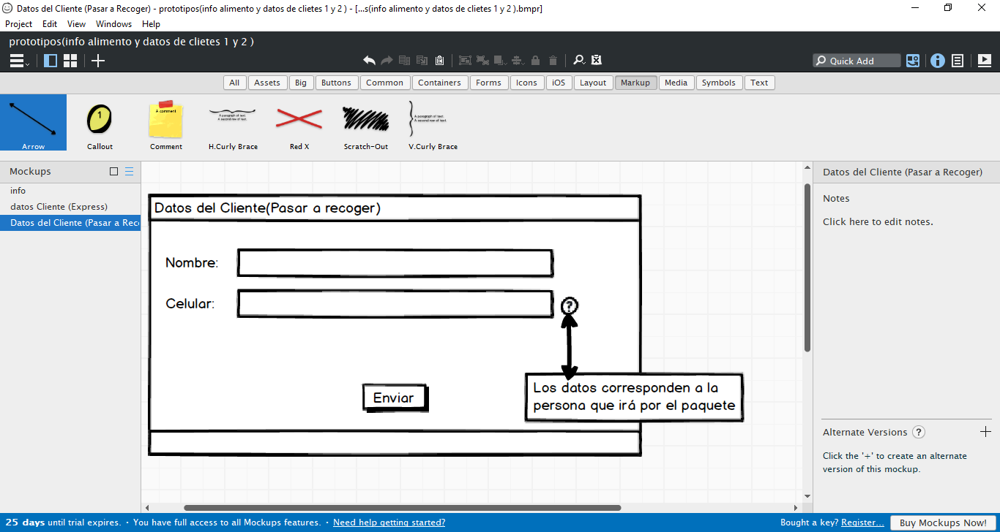 Datos del Cliente (Pasar a Recoger) - prototipos(info alimento y datos de clietes 1 y 2 ) - [...s(info alimento y datos de clietes 1 y 2 ).bmpr]
Project Edit View Windows Help
prototipos(info alimento y datos de clietes 1 y 2 )
Quick Add
All Assets Big Buttons Common Containers Forms Icons iOS Layout Markup Media Symbols Text
1
A comment
A paragraph of text.
A second row of text.
A paragraph of text.
A second row of text.
Arrow Callout Comment H.Curly Brace Red X Scratch-Out V.Curly Brace
Mockups
info
datos Cliente (Express)
Datos del Cliente (Pasar a Reco
Datos del Cliente(Pasar a recoger)
Nombre:
Celular:
?
Enviar
Los datos corresponden a la
persona que irá por el paquete
Datos del Cliente (Pasar a Recoger)
Notes
Click here to edit notes.
Alternate Versions ?
Click the '+' to create an alternate
version of this mockup.
25 days until trial expires. · You have full access to all Mockups features. · Need help getting started?
Bought a key? Register... Buy Mockups Now!